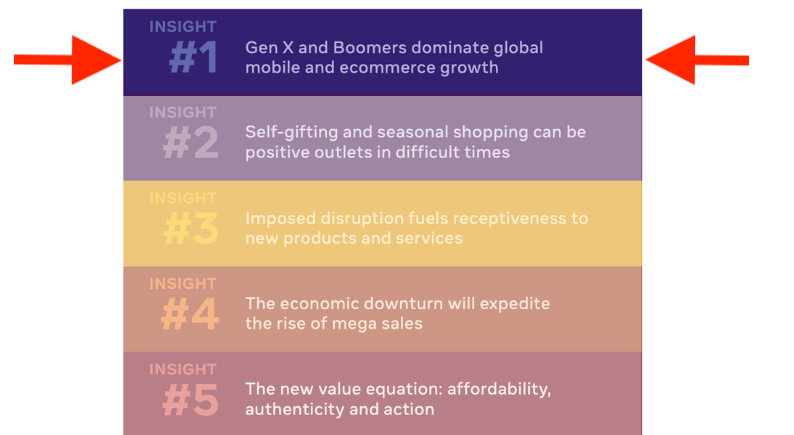 INSIGHT
#1
Gen X and Boomers dominate global
mobile and ecommerce growth
INSIGHT
#2
Self-gifting and seasonal shopping can be
positive outlets in difficult times
INSIGHT
#3
Imposed disruption fuels receptiveness to
new products and services
INSIGHT
#4
The economic downturn will expedite
the rise of mega sales
INSIGHT
#5
The new value equation: affordability,
authenticity and action